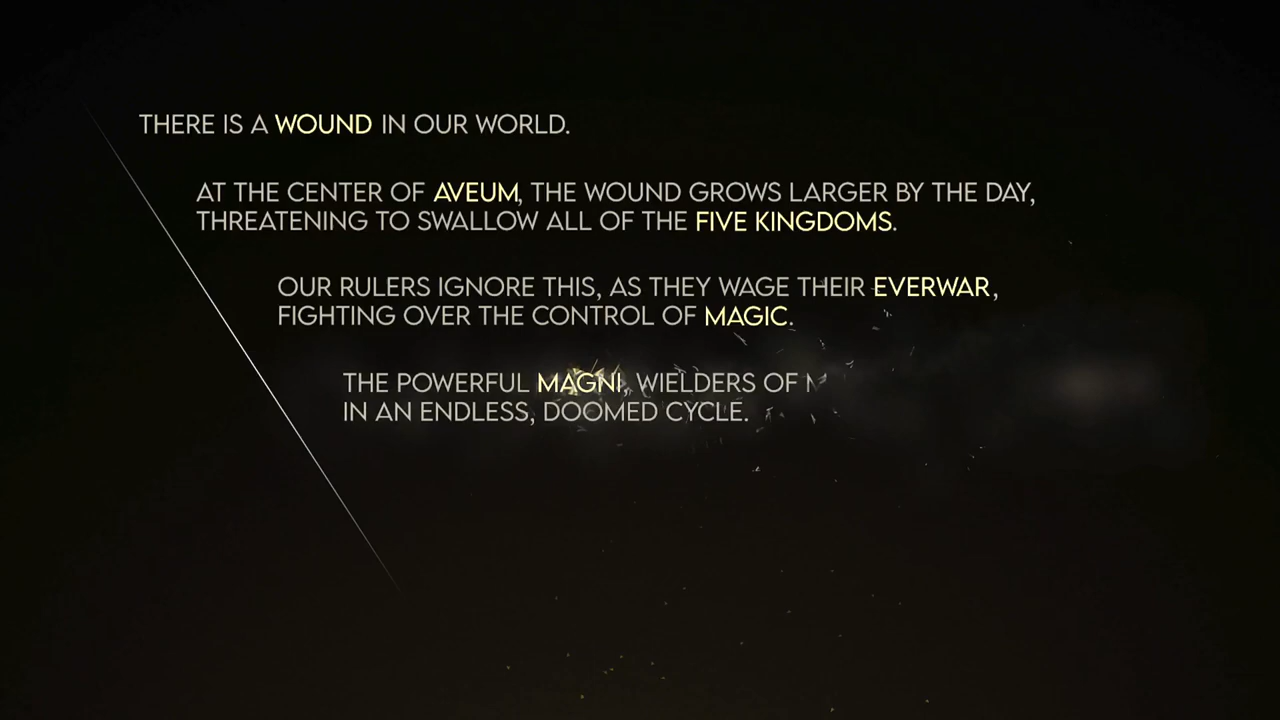 THERE IS A WOUND IN OUR WORLD.
AT THE CENTER OF AVEUM, THE WOUND GROWS LARGER BY THE DAY,
THREATENING TO SWALLOW ALL OF THE FIVE KINGDOMS.
OUR RULERS IGNORE THIS, AS THEY WAGE THEIR EVERWAR,
FIGHTING OVER THE CONTROL OF MAGIC.
THE POWERFUL MAGNI, WIELDERS OF
IN AN ENDLESS, DOOMED CYCLE.